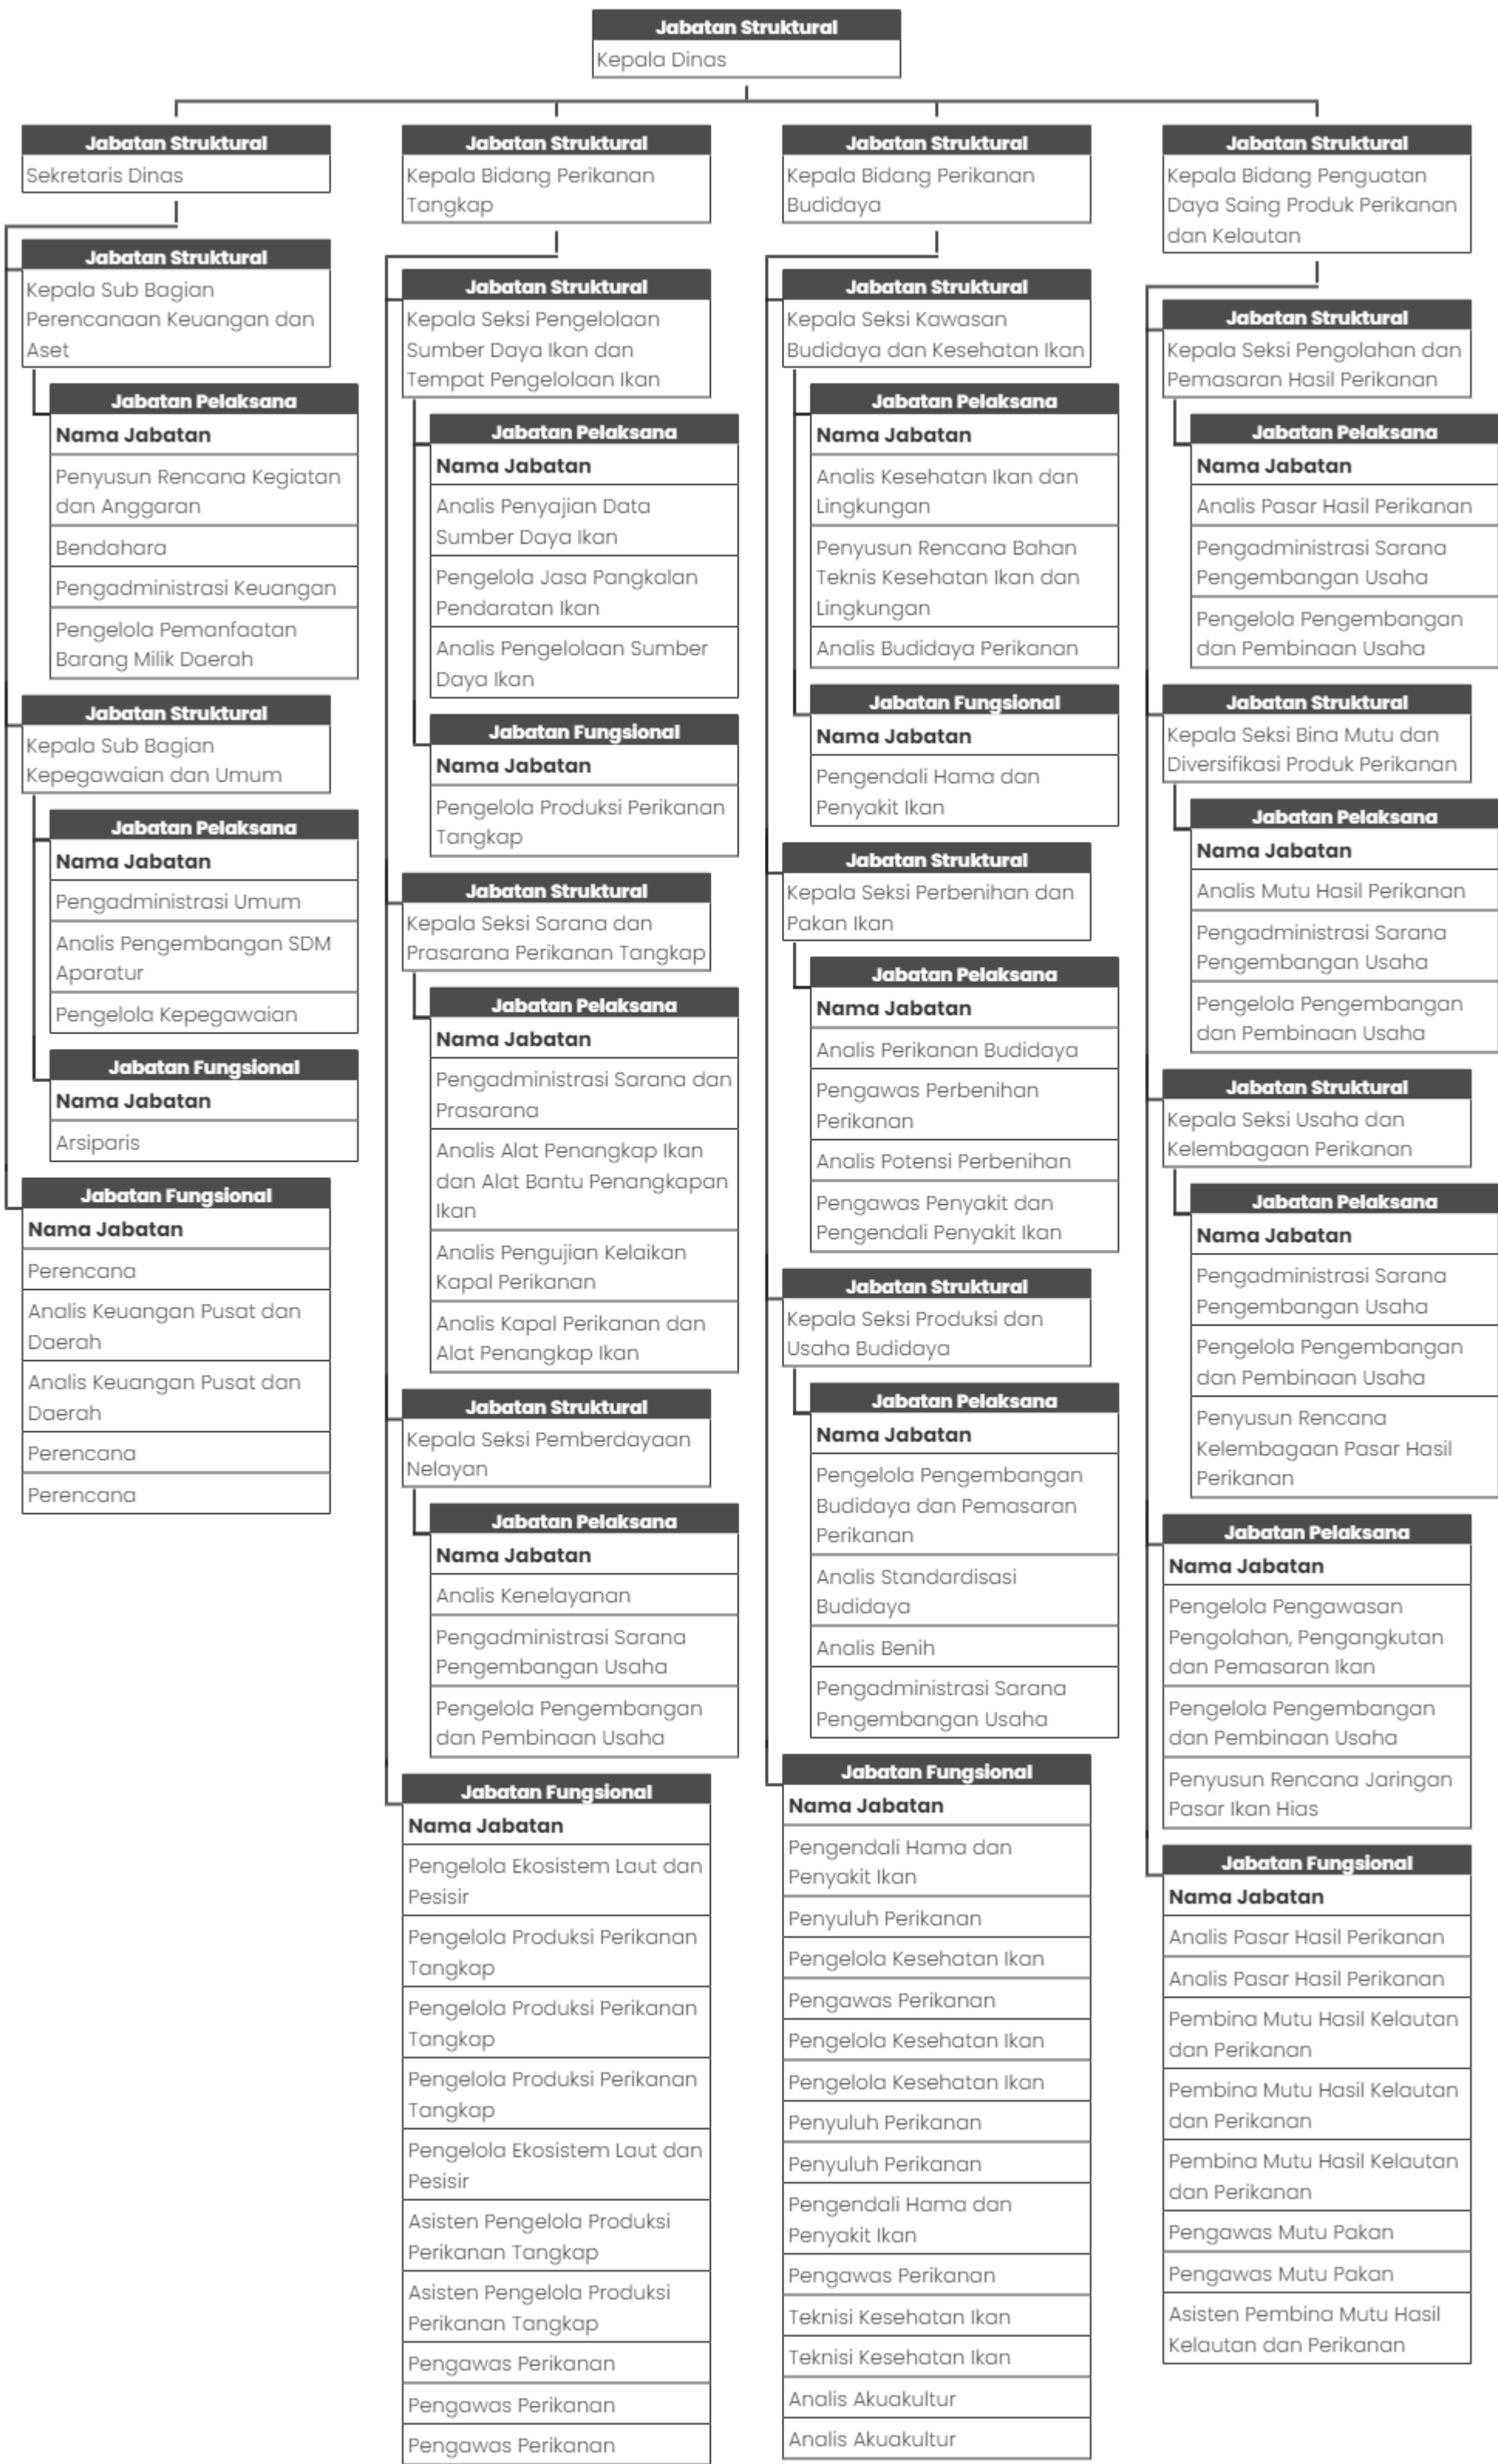 Jabatan Struktural
Kepala Dinas
Jabatan Struktural
Sekretaris Dinas
Jabatan Struktural
Kepala Sub Bagian
Perencanaan Keuangan dan
Aset
Jabatan Pelaksana
Nama Jabatan
Penyusun Rencana Kegiatan
dan Anggaran
Bendahara
Pengadministrasi Keuangan
Pengelola Pemanfaatan
Barang Milik Daerah
Jabatan Struktural
Kepala Sub Bagian
Kepegawaian dan Umum
Jabatan Pelaksana
Nama Jabatan
Pengadministrasi Umum
Analis Pengembangan SDM
Aparatur
Pengelola Kepegawaian
Jabatan Fungsional
Nama Jabatan
Arsiparis
Jabatan Fungsional
Nama Jabatan
Perencana
Analis Keuangan Pusat dan
Daerah
Analis Keuangan Pusat dan
Daerah
Perencana
Perencana
Jabatan Struktural
Kepala Bidang Perikanan
Tangkap
Jabatan Struktural
Kepala Seksi Pengelolaan
Sumber Daya Ikan dan
Tempat Pengelolaan Ikan
Jabatan Pelaksana
Nama Jabatan
Analis Penyajian Data
Sumber Daya Ikan
Pengelola Jasa Pangkalan
Pendaratan Ikan
Analis Pengelolaan Sumber
Daya Ikan
Jabatan Fungsional
Nama Jabatan
Pengelola Produksi Perikanan
Tangkap
Jabatan Struktural
Kepala Seksi Sarana dan
Prasarana Perikanan Tangkap
Jabatan Pelaksana
Nama Jabatan
Pengadministrasi Sarana dan
Prasarana
Analis Alat Penangkap Ikan
dan Alat Bantu Penangkapan
Ikan
Analis Pengujian Kelaikan
Kapal Perikanan
Analis Kapal Perikanan dan
Alat Penangkap Ikan
Jabatan Struktural
Kepala Seksi Pemberdayaan
Nelayan
Jabatan Pelaksana
Nama Jabatan
Analis Kenelayanan
Pengadministrasi Sarana
Pengembangan Usaha
Pengelola Pengembangan
dan Pembinaan Usaha
Jabatan Fungsional
Nama Jabatan
Pengelola Ekosistem Laut dan
Pesisir
Pengelola Produksi Perikanan
Tangkap
Pengelola Produksi Perikanan
Tangkap
Pengelola Produksi Perikanan
Tangkap
Pengelola Ekosistem Laut dan
Pesisir
Asisten Pengelola Produksi
Perikanan Tangkap
Asisten Pengelola Produksi
Perikanan Tangkap
Pengawas Perikanan
Pengawas Perikanan
Pengawas Perikanan
Jabatan Struktural
Kepala Bidang Perikanan
Budidaya
Jabatan Struktural
Kepala Seksi Kawasan
Budidaya dan Kesehatan Ikan
Jabatan Pelaksana
Nama Jabatan
Analis Kesehatan Ikan dan
Lingkungan
Penyusun Rencana Bahan
Teknis Kesehatan Ikan dan
Lingkungan
Analis Budidaya Perikanan
Jabatan Fungsional
Nama Jabatan
Pengendali Hama dan
Penyakit Ikan
Jabatan Struktural
Kepala Seksi Perbenihan dan
Pakan Ikan
Jabatan Pelaksana
Nama Jabatan
Analis Perikanan Budidaya
Pengawas Perbenihan
Perikanan
Analis Potensi Perbenihan
Pengawas Penyakit dan
Pengendali Penyakit Ikan
Jabatan Struktural
Kepala Seksi Produksi dan
Usaha Budidaya
Jabatan Pelaksana
Nama Jabatan
Pengelola Pengembangan
Budidaya dan Pemasaran
Perikanan
Analis Standardisasi
Budidaya
Analis Benih
Pengadministrasi Sarana
Pengembangan Usaha
Jabatan Fungsional
Nama Jabatan
Pengendali Hama dan
Penyakit Ikan
Penyuluh Perikanan
Pengelola Kesehatan Ikan
Pengawas Perikanan
Pengelola Kesehatan Ikan
Pengelola Kesehatan Ikan
Penyuluh Perikanan
Penyuluh Perikanan
Pengendali Hama dan
Penyakit Ikan
Pengawas Perikanan
Teknisi Kesehatan Ikan
Teknisi Kesehatan Ikan
Analis Akuakultur
Analis Akuakultur
Jabatan Struktural
Kepala Bidang Penguatan
Daya Saing Produk Perikanan
dan Kelautan
Jabatan Struktural
Kepala Seksi Pengolahan dan
Pemasaran Hasil Perikanan
Jabatan Pelaksana
Nama Jabatan
Analis Pasar Hasil Perikanan
Pengadministrasi Sarana
Pengembangan Usaha
Pengelola Pengembangan
dan Pembinaan Usaha
Jabatan Struktural
Kepala Seksi Bina Mutu dan
Diversifikasi Produk Perikanan
Jabatan Pelaksana
Nama Jabatan
Analis Mutu Hasil Perikanan
Pengadministrasi Sarana
Pengembangan Usaha
Pengelola Pengembangan
dan Pembinaan Usaha
Jabatan Struktural
Kepala Seksi Usaha dan
Kelembagaan Perikanan
Jabatan Pelaksana
Nama Jabatan
Pengadministrasi Sarana
Pengembangan Usaha
Pengelola Pengembangan
dan Pembinaan Usaha
Penyusun Rencana
Kelembagaan Pasar Hasil
Perikanan
Jabatan Pelaksana
Nama Jabatan
Pengelola Pengawasan
Pengolahan, Pengangkutan
dan Pemasaran Ikan
Pengelola Pengembangan
dan Pembinaan Usaha
Penyusun Rencana Jaringan
Pasar Ikan Hias
Jabatan Fungsional
Nama Jabatan
Analis Pasar Hasil Perikanan
Analis Pasar Hasil Perikanan
Pembina Mutu Hasil Kelautan
dan Perikanan
Pembina Mutu Hasil Kelautan
dan Perikanan
Pembina Mutu Hasil Kelautan
dan Perikanan
Pengawas Mutu Pakan
Pengawas Mutu Pakan
Asisten Pembina Mutu Hasil
Kelautan dan Perikanan